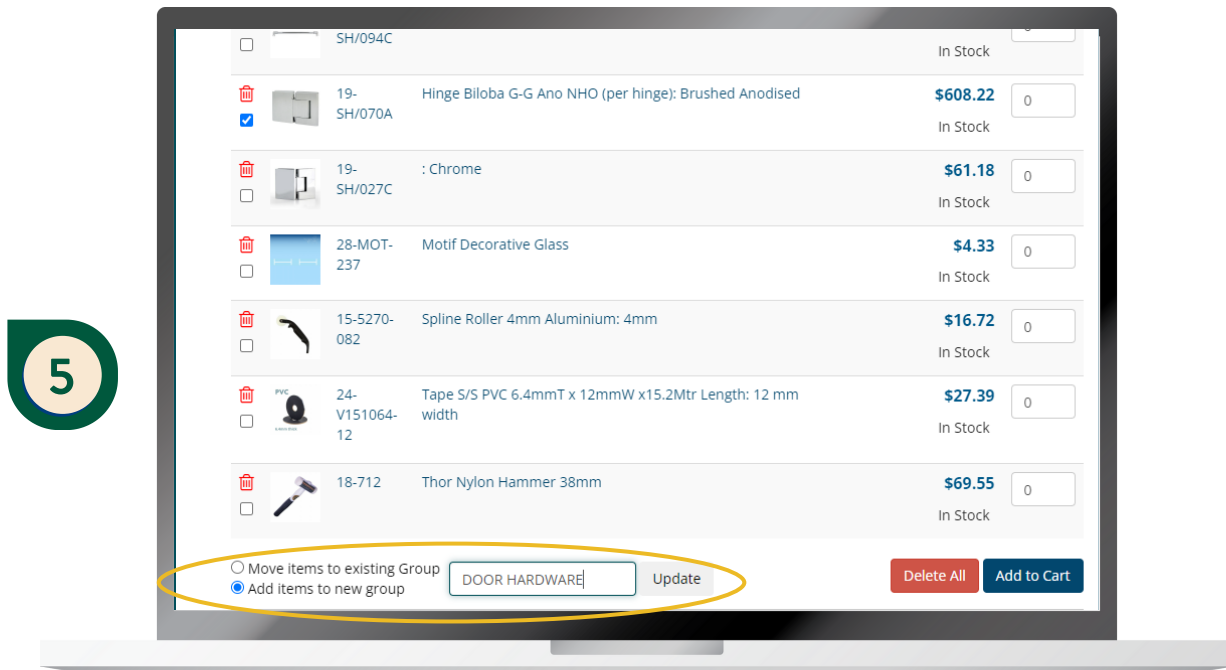 SH/094C
In Stock
19-
SH/070A
Hinge Biloba G-G Ano NHO (per hinge): Brushed Anodised
$608.22
0
In Stock
19-
SH/027C
: Chrome
$61.18
0
In Stock
28-MOT-
237
Motif Decorative Glass
$4.33
0
In Stock
15-5270-
082
Spline Roller 4mm Aluminium: 4mm
$16.72
0
In Stock
5
PVC
24-
V151064-
12
Tape S/S PVC 6.4mmT x 12mmW x15.2Mtr Length: 12 mm
width
$27.39
0
In Stock
18-712
Thor Nylon Hammer 38mm
$69.55
0
In Stock
Move items to existing Group
Add items to new group
DOOR HARDWARE
Update
Delete All
Add to Cart